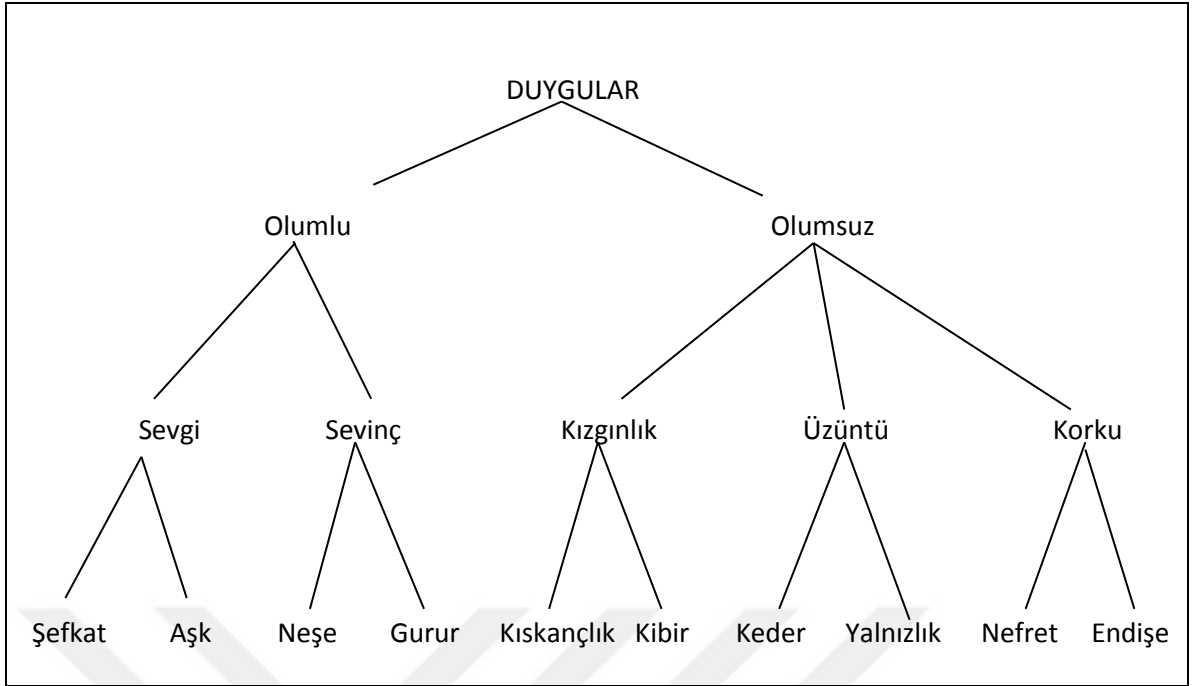 DUYGULAR
Olumlu Olumsuz
Sevgi Sevinç Kızgınlık Üzüntü Korku
Şefkat Aşk Neşe Gurur Kıskançlık Kibir Keder Yalnızlık Nefret Endişe